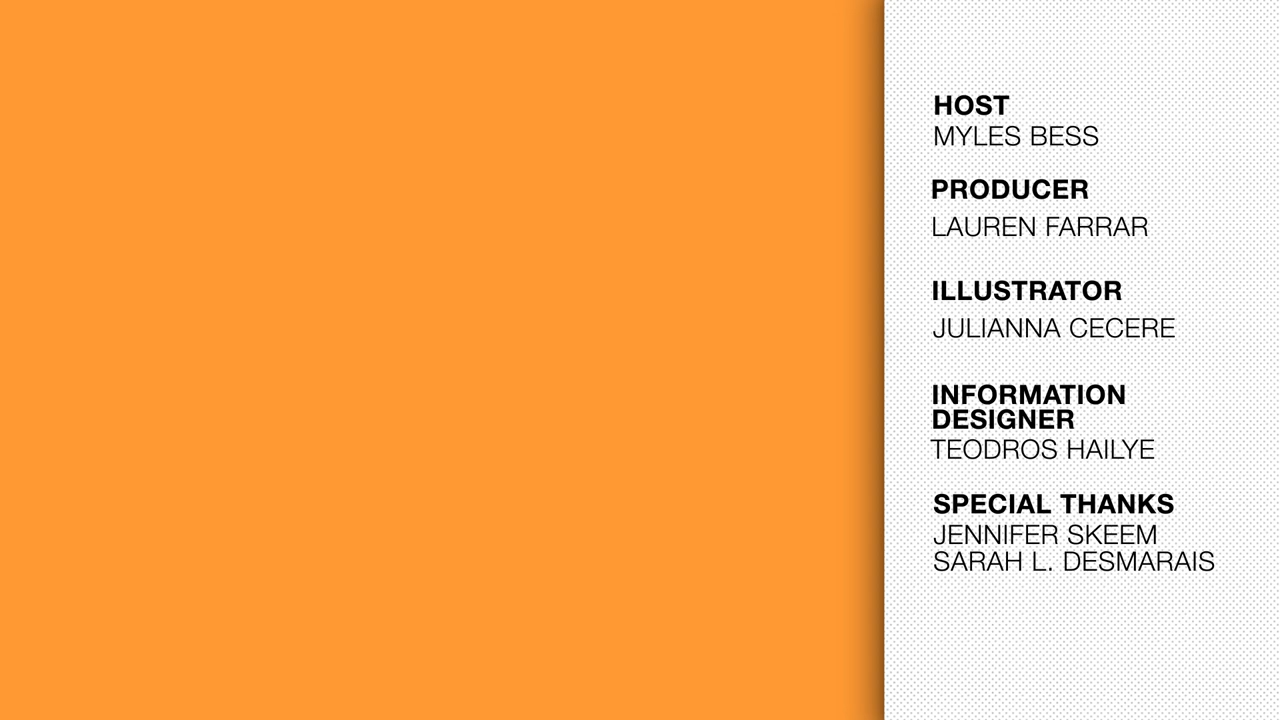 HOST
MYLES BESS
PRODUCER
LAUREN FARRAR
ILLUSTRATOR
JULIANNA CECERE
INFORMATION
DESIGNER
TEODROS HAILYE
SPECIAL THANKS
JENNIFER SKEEM
SARAH L. DESMARAIS